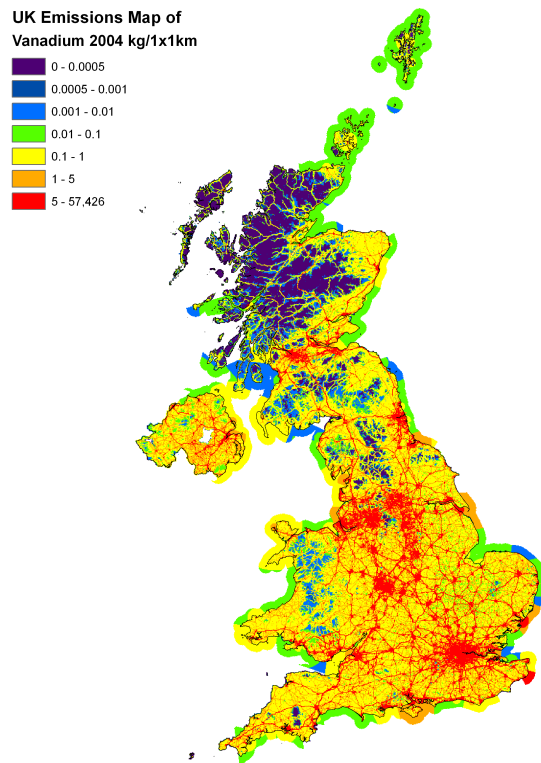 UK Emissions Map of
Vanadium 2004 kg/1x1km
0 - 0.0005
0.0005 - 0.001
0.001 - 0.01
0.01 - 0.1
0.1 - 1
1 - 5
5 - 57,426